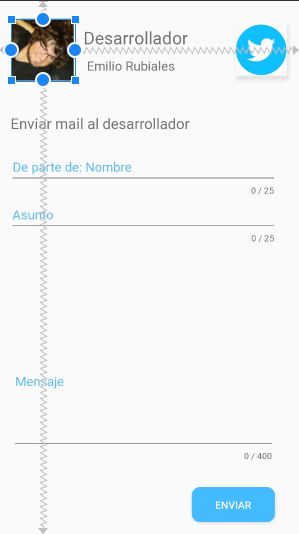 Desarrollador
Emilio Rubiales
Enviar mail al desarrollador
De parte de: Nombre
0 / 25
Asunto
0 / 25
Mensaje
0 / 400
ENVIAR